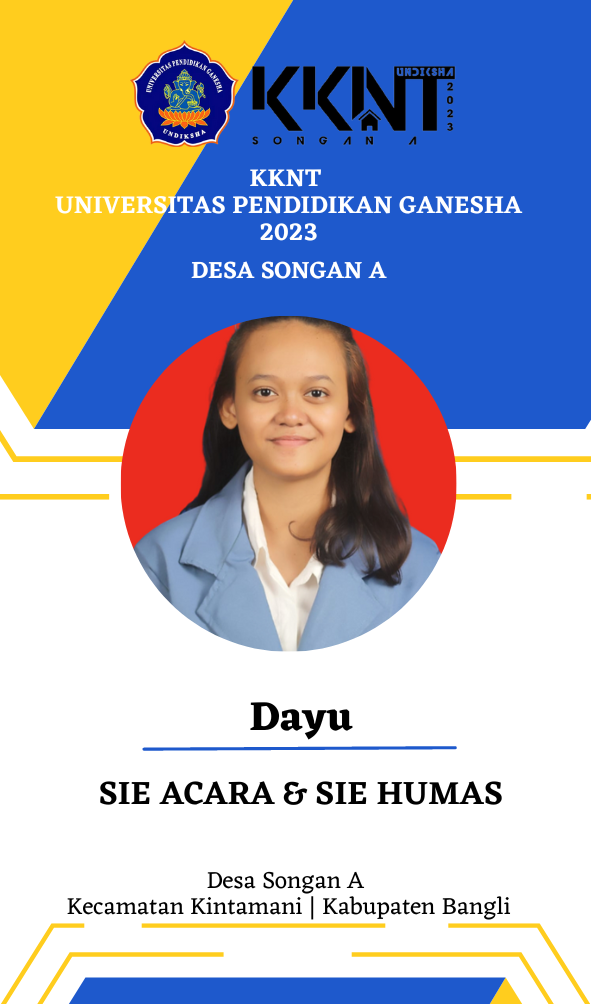 UNIVERSITAS PENDIDIKAN GANESHA
UNDIKSHA
KKNT
UNDIKSHA
2023
SONGAN A
KKNT
UNIVERSITAS PENDIDIKAN GANESHA
2023
DESA SONGAN A
Dayu
SIE ACARA & SIE HUMAS
Desa Songan A
Kecamatan Kintamani | Kabupaten Bangli